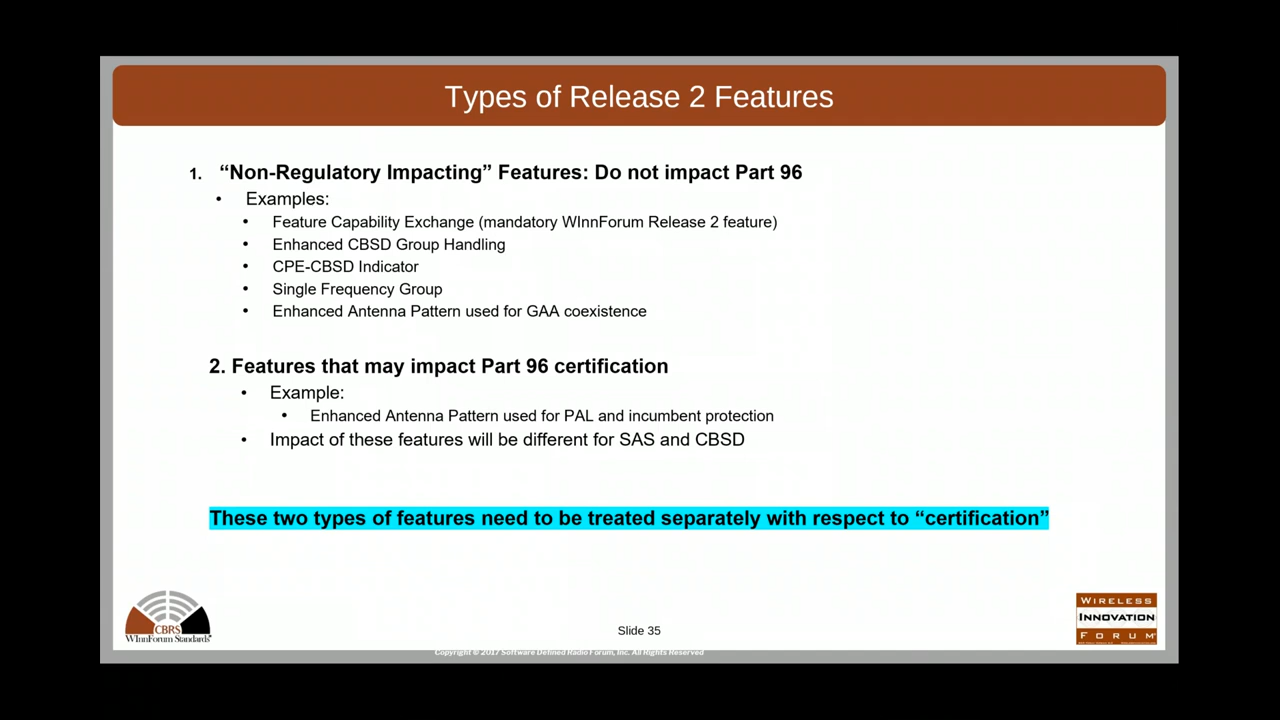 Types of Release 2 Features
1. “Non-Regulatory Impacting” Features: Do not impact Part 96
• Examples:
• Feature Capability Exchange (mandatory WInnForum Release 2 feature)
• Enhanced CBSD Group Handling
• CPE-CBSD Indicator
• Single Frequency Group
• Enhanced Antenna Pattern used for GAA coexistence
2. Features that may impact Part 96 certification
• Example:
• Enhanced Antenna Pattern used for PAL and incumbent protection
• Impact of these features will be different for SAS and CBSD
These two types of features need to be treated separately with respect to “certification”
CBRS
WInnForum Standards
Slide 35
WIRELESS
INNOVATION
FORUM
Copyright © 2017 Software Defined Radio Forum, Inc. All Rights Reserved